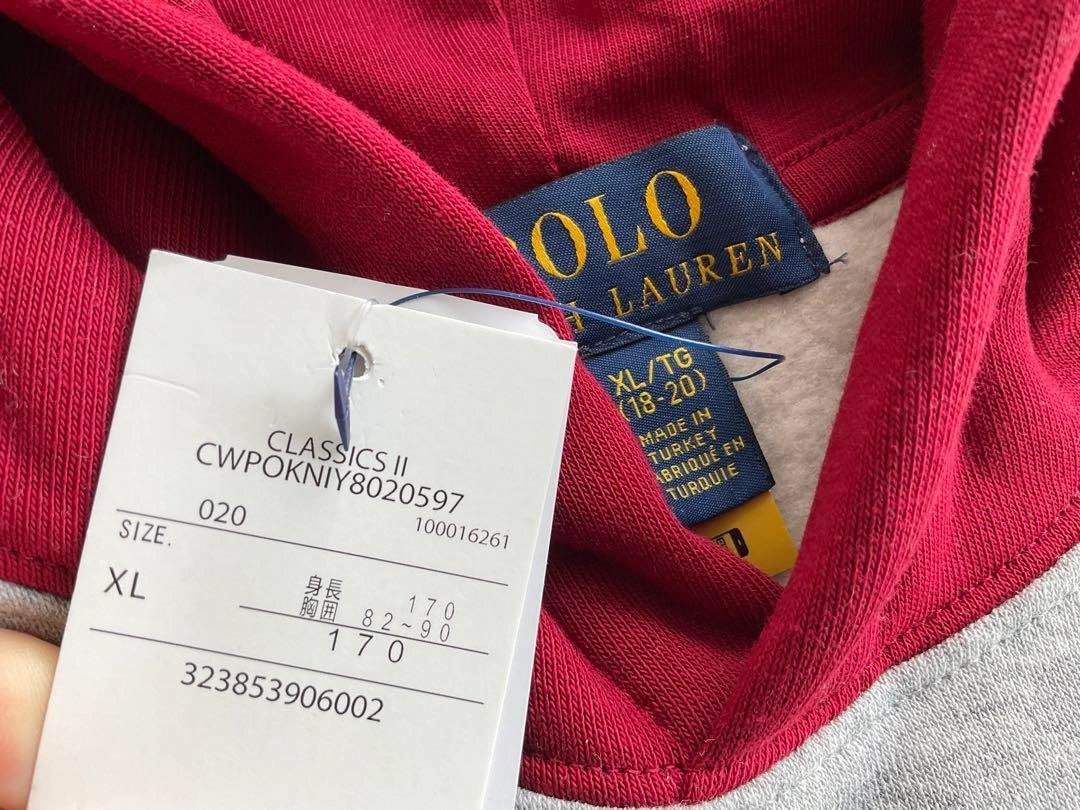 OLO
H LAUREN
XL/TG
(18-20)
MADE IN
TURKEY
ABRIQUÉ EN
TURQUIE
CLASSICS II
CWPOKNIY8020597
020
100016261
SIZE.
XL
身長 170
胸囲 82~90
170
323853906002